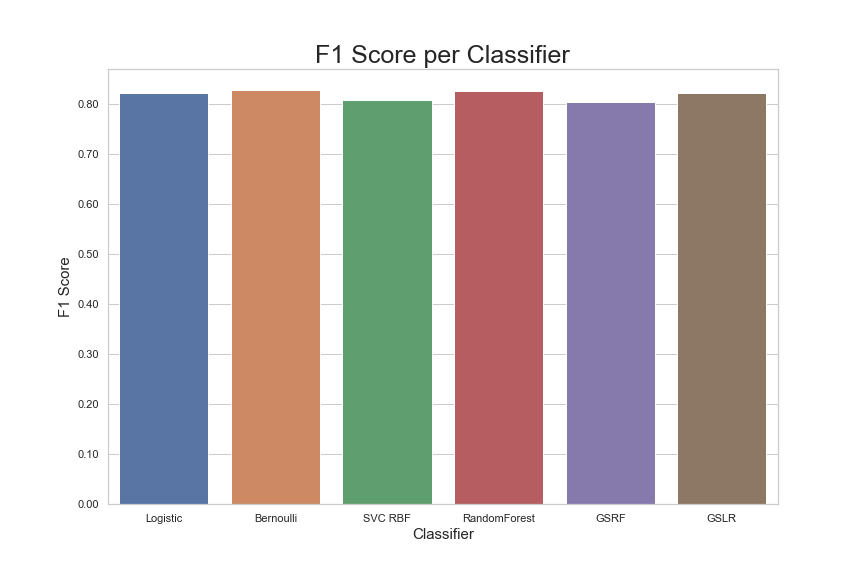 F1 Score per Classifier
0.80
0.70
0.60
0.50
0.40
0.30
0.20
0.10
0.00
F1 Score
Logistic Bernoulli SVC RBF RandomForest GSRF GSLR
Classifier